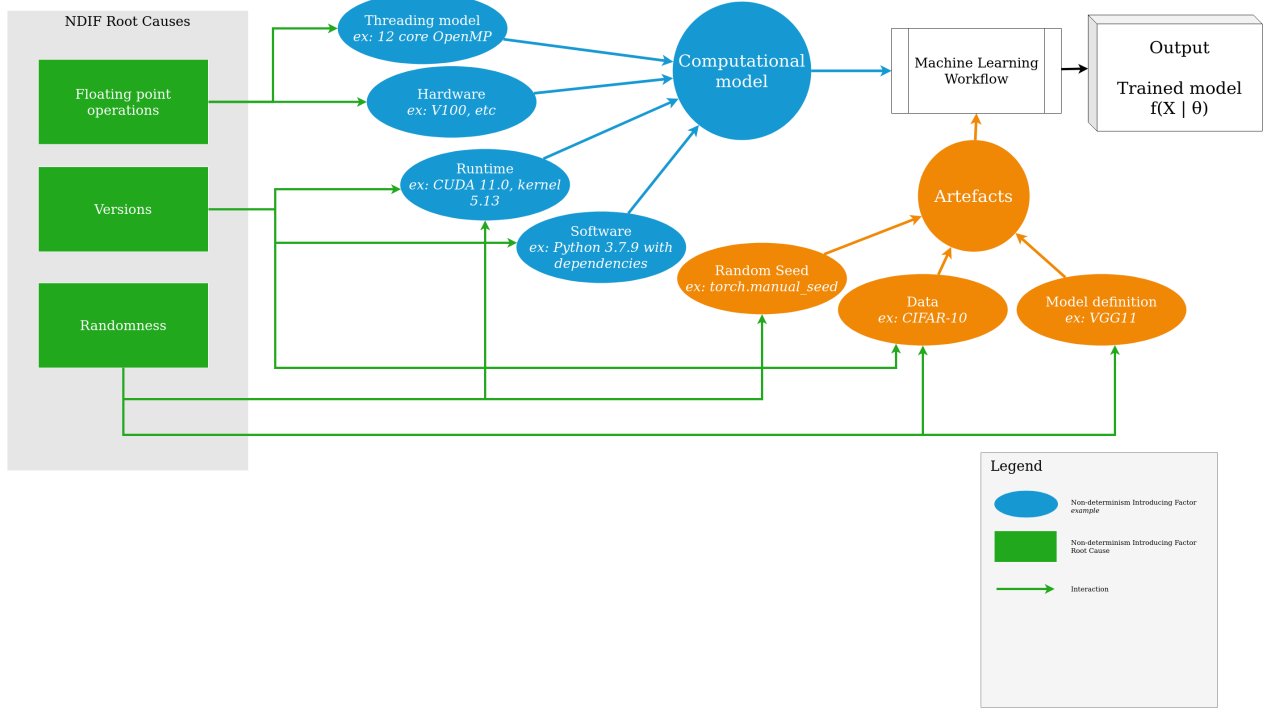 NDIF Root Causes
Floating point
operations
Versions
Randomness
Threading model
ex: 12 core OpenMP
Hardware
ex: V100, etc
Runtime
ex: CUDA 11.0, kernel
5.13
Software
ex: Python 3.7.9 with
dependencies
Computational
model
Machine Learning
Workflow
Output
Trained model
f(X | θ)
Artefacts
Random Seed
ex: torch.manual_seed
Data
ex: CIFAR-10
Model definition
ex: VGG11
Legend
Non-determinism Introducing Factor
example
Non-determinism Introducing Factor
Root Cause
Interaction